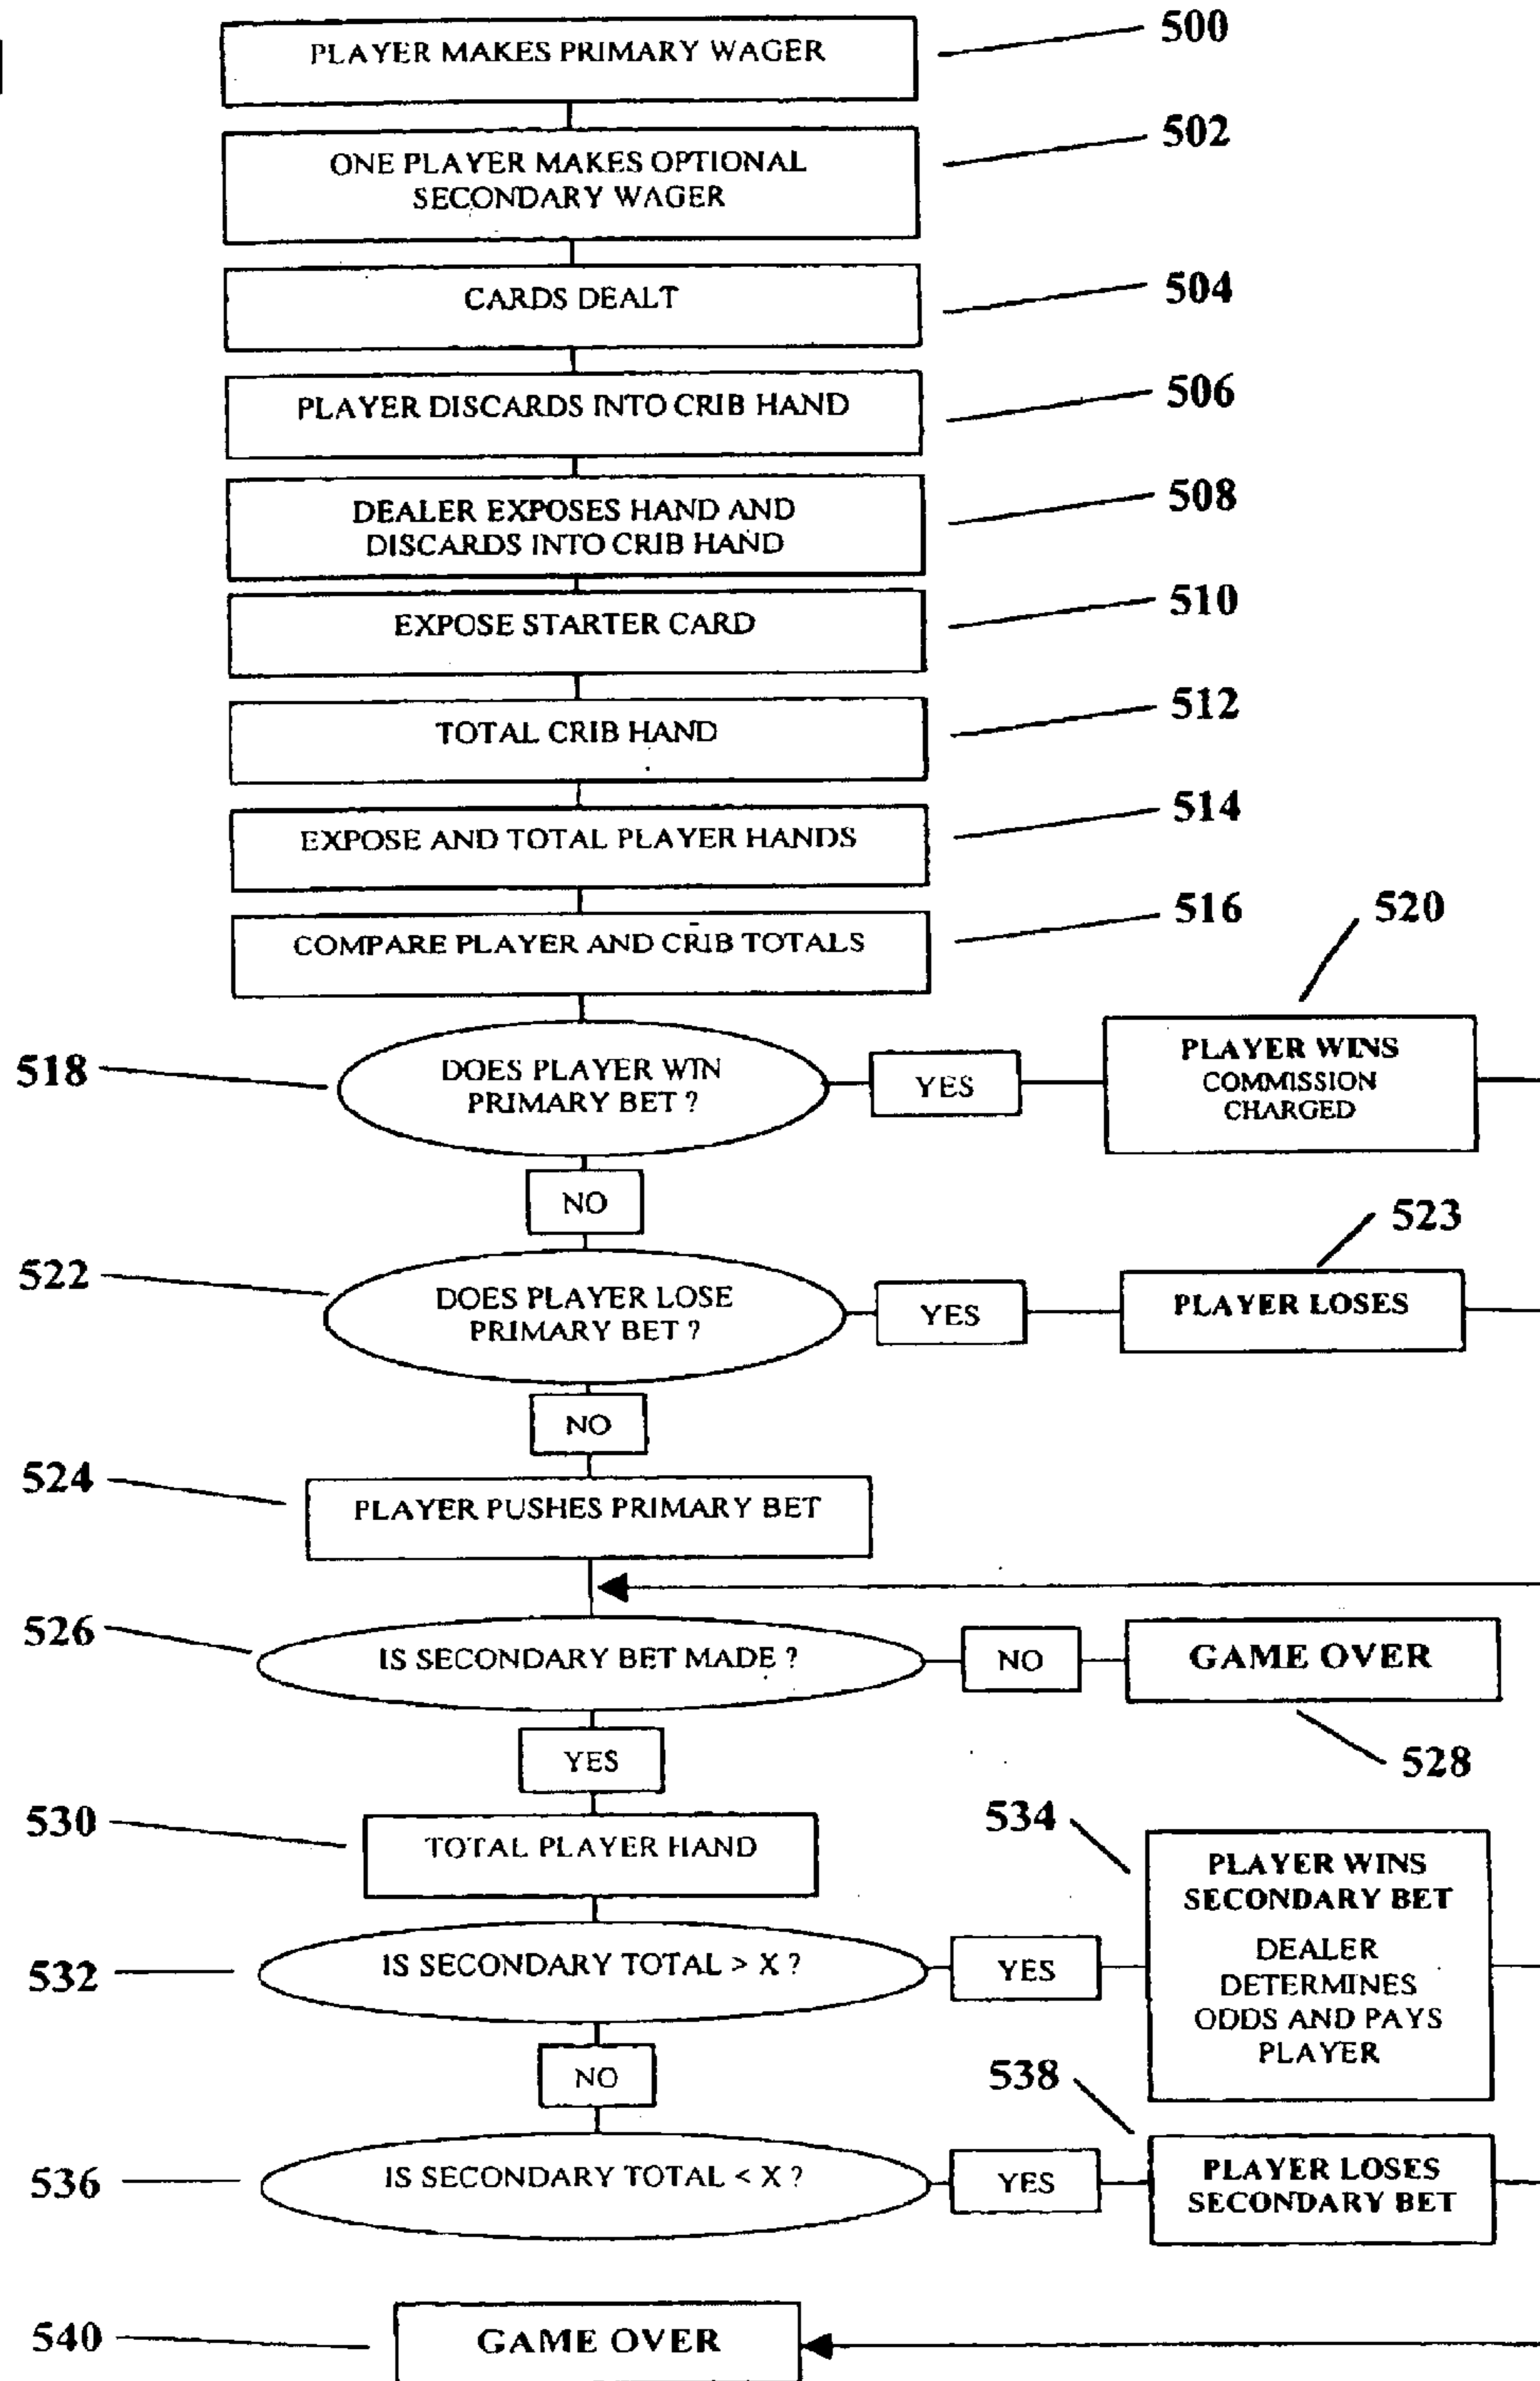 PLAYER MAKES PRIMARY WAGER
500
ONE PLAYER MAKES OPTIONAL
SECONDARY WAGER
502
CARDS DEALT
504
PLAYER DISCARDS INTO CRIB HAND
506
DEALER EXPOSES HAND AND
DISCARDS INTO CRIB HAND
508
EXPOSE STARTER CARD
510
TOTAL CRIB HAND
512
EXPOSE AND TOTAL PLAYER HANDS
514
COMPARE PLAYER AND CRIB TOTALS
516
520
518
DOES PLAYER WIN
PRIMARY BET ?
YES
PLAYER WINS
COMMISSION
CHARGED
NO
523
522
DOES PLAYER LOSE
PRIMARY BET ?
YES
PLAYER LOSES
NO
524
PLAYER PUSHES PRIMARY BET
526
IS SECONDARY BET MADE ?
NO
GAME OVER
528
YES
530
TOTAL PLAYER HAND
534
PLAYER WINS
SECONDARY BET
DEALER
DETERMINES
ODDS AND PAYS
PLAYER
532
IS SECONDARY TOTAL > X ?
YES
NO
538
536
IS SECONDARY TOTAL < X ?
YES
PLAYER LOSES
SECONDARY BET
540
GAME OVER